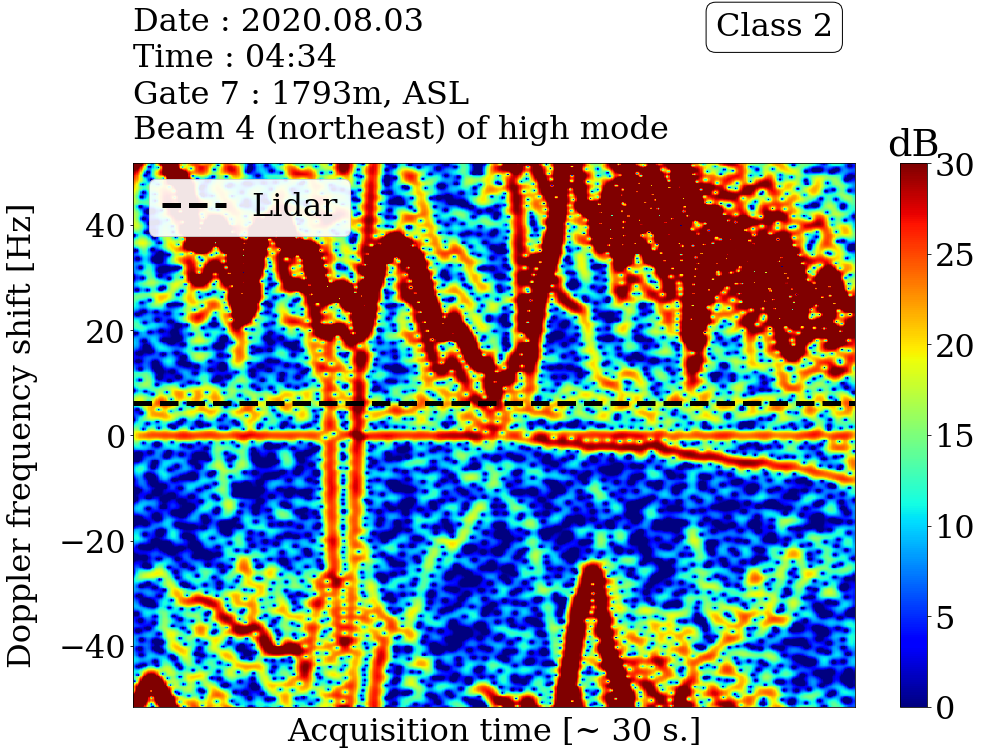 Date : 2020.08.03
Time : 04:34
Gate 7 : 1793m, ASL
Beam 4 (northeast) of high mode
Class 2
dB
Lidar
Doppler frequency shift [Hz]
40
20
0
−20
−40
Acquisition time [~ 30 s.]
30
25
20
15
10
5
0